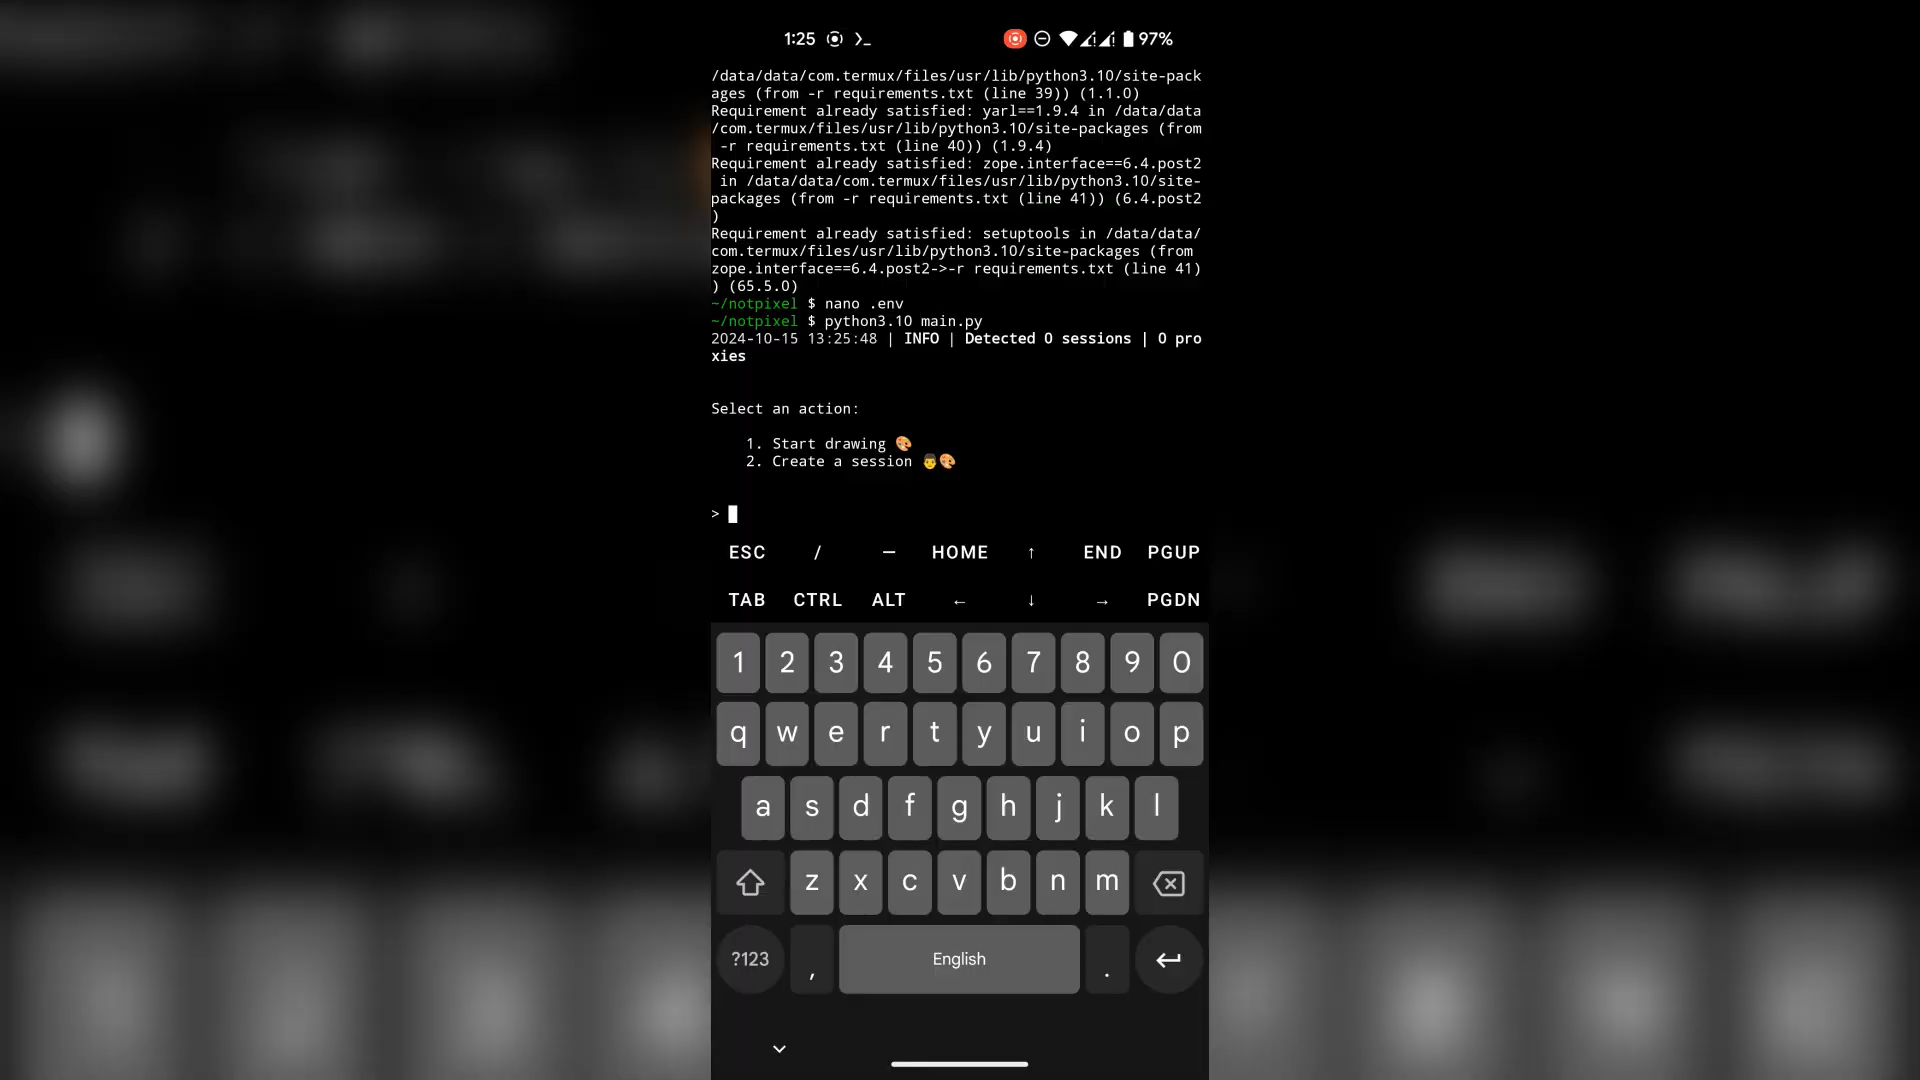 1:25 97%
/data/data/com.termux/files/usr/lib/python3.10/site-pack
ages (from -r requirements.txt (line 39)) (1.1.0)
Requirement already satisfied: yarl==1.9.4 in /data/data
/com.termux/files/usr/lib/python3.10/site-packages (from
-r requirements.txt (line 40)) (1.9.4)
Requirement already satisfied: zope.interface==6.4.post2
in /data/data/com.termux/files/usr/lib/python3.10/site-
packages (from -r requirements.txt (line 41)) (6.4.post2
)
Requirement already satisfied: setuptools in /data/data/
com.termux/files/usr/lib/python3.10/site-packages (from
zope.interface==6.4.post2->-r requirements.txt (line 41)
) (65.5.0)
~/notpixel $ nano .env
~/notpixel $ python3.10 main.py
2024-10-15 13:25:48 | INFO | Detected 0 sessions | 0 pro
xies
Select an action:
1. Start drawing 🎨
2. Create a session 👨🎨
>
ESC / — HOME ↑ END PGUP
TAB CTRL ALT ← ↓ → PGDN
1 2 3 4 5 6 7 8 9 0
q w e r t y u i o p
a s d f g h j k l
z x c v b n m
?123 , English .